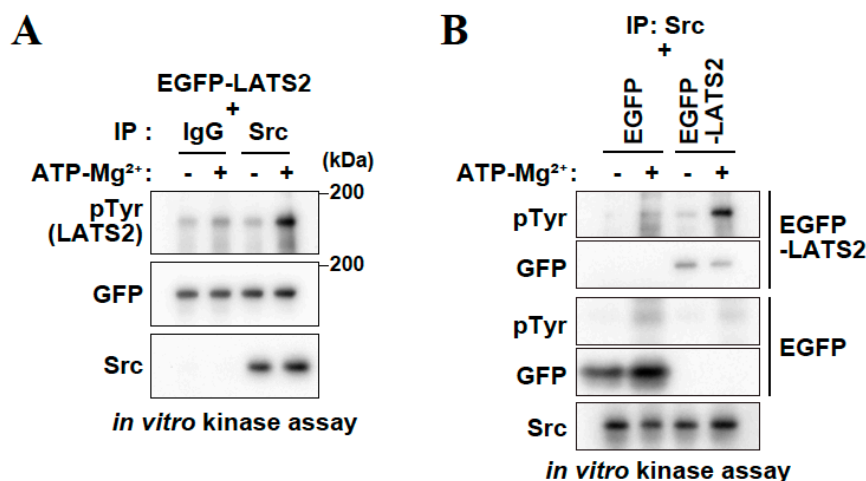 A
EGFP-LATS2
+
IP : IgG Src
ATP-Mg²⁺: - + - + (kDa)
200
pTyr
(LATS2)
200
GFP
Src
in vitro kinase assay
B
IP: Src
+
EGFP
EGFP
-LATS2
ATP-Mg²⁺: - + - +
pTyr
GFP
EGFP
-LATS2
pTyr
GFP
EGFP
Src
in vitro kinase assay